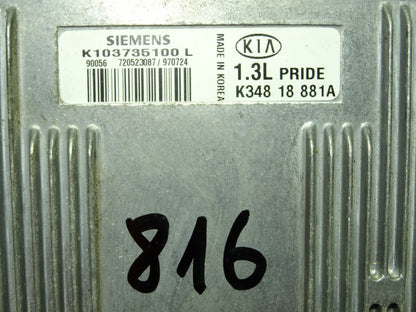 SIEMENS
K103735100 L
90056 720523087 / 970724
MADE IN KOREA
KIA
1.3L PRIDE
K348 18 881A
816